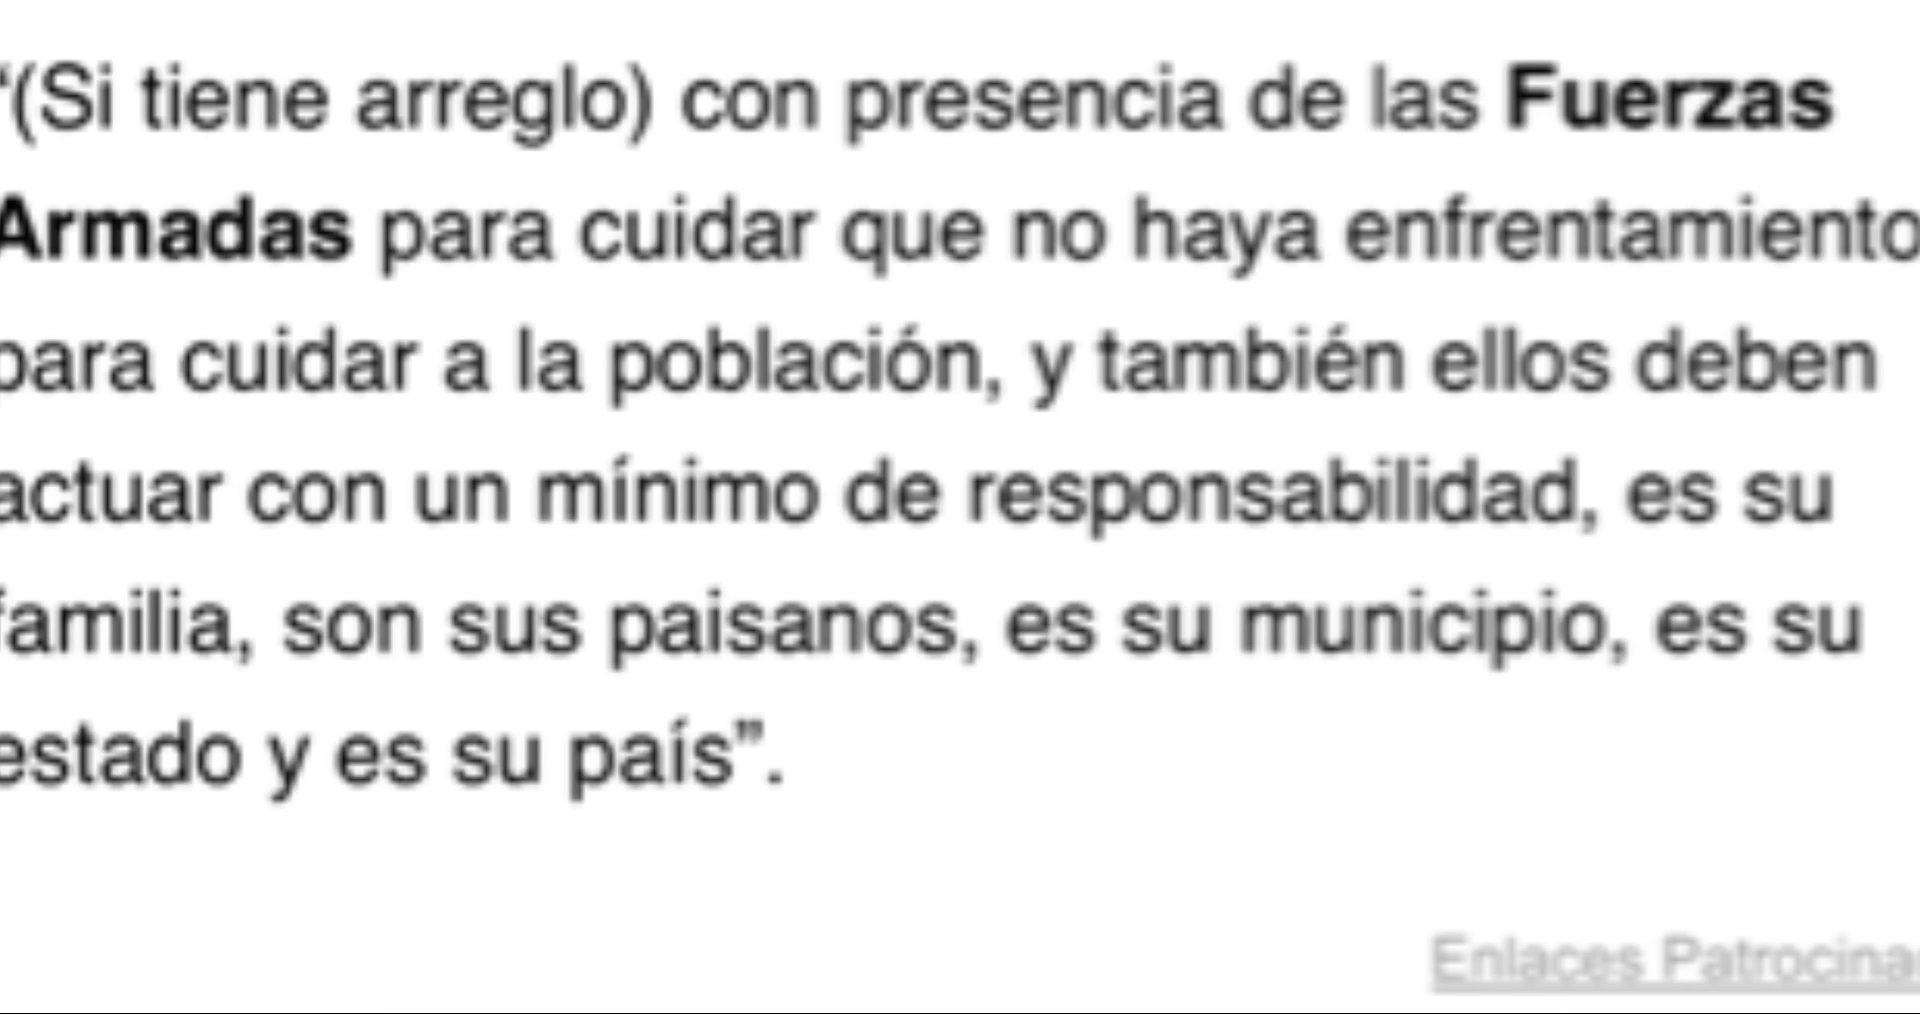 “(Si tiene arreglo) con presencia de las Fuerzas
Armadas para cuidar que no haya enfrentamiento
para cuidar a la población, y también ellos deben
actuar con un mínimo de responsabilidad, es su
familia, son sus paisanos, es su municipio, es su
estado y es su país”.
Enlaces